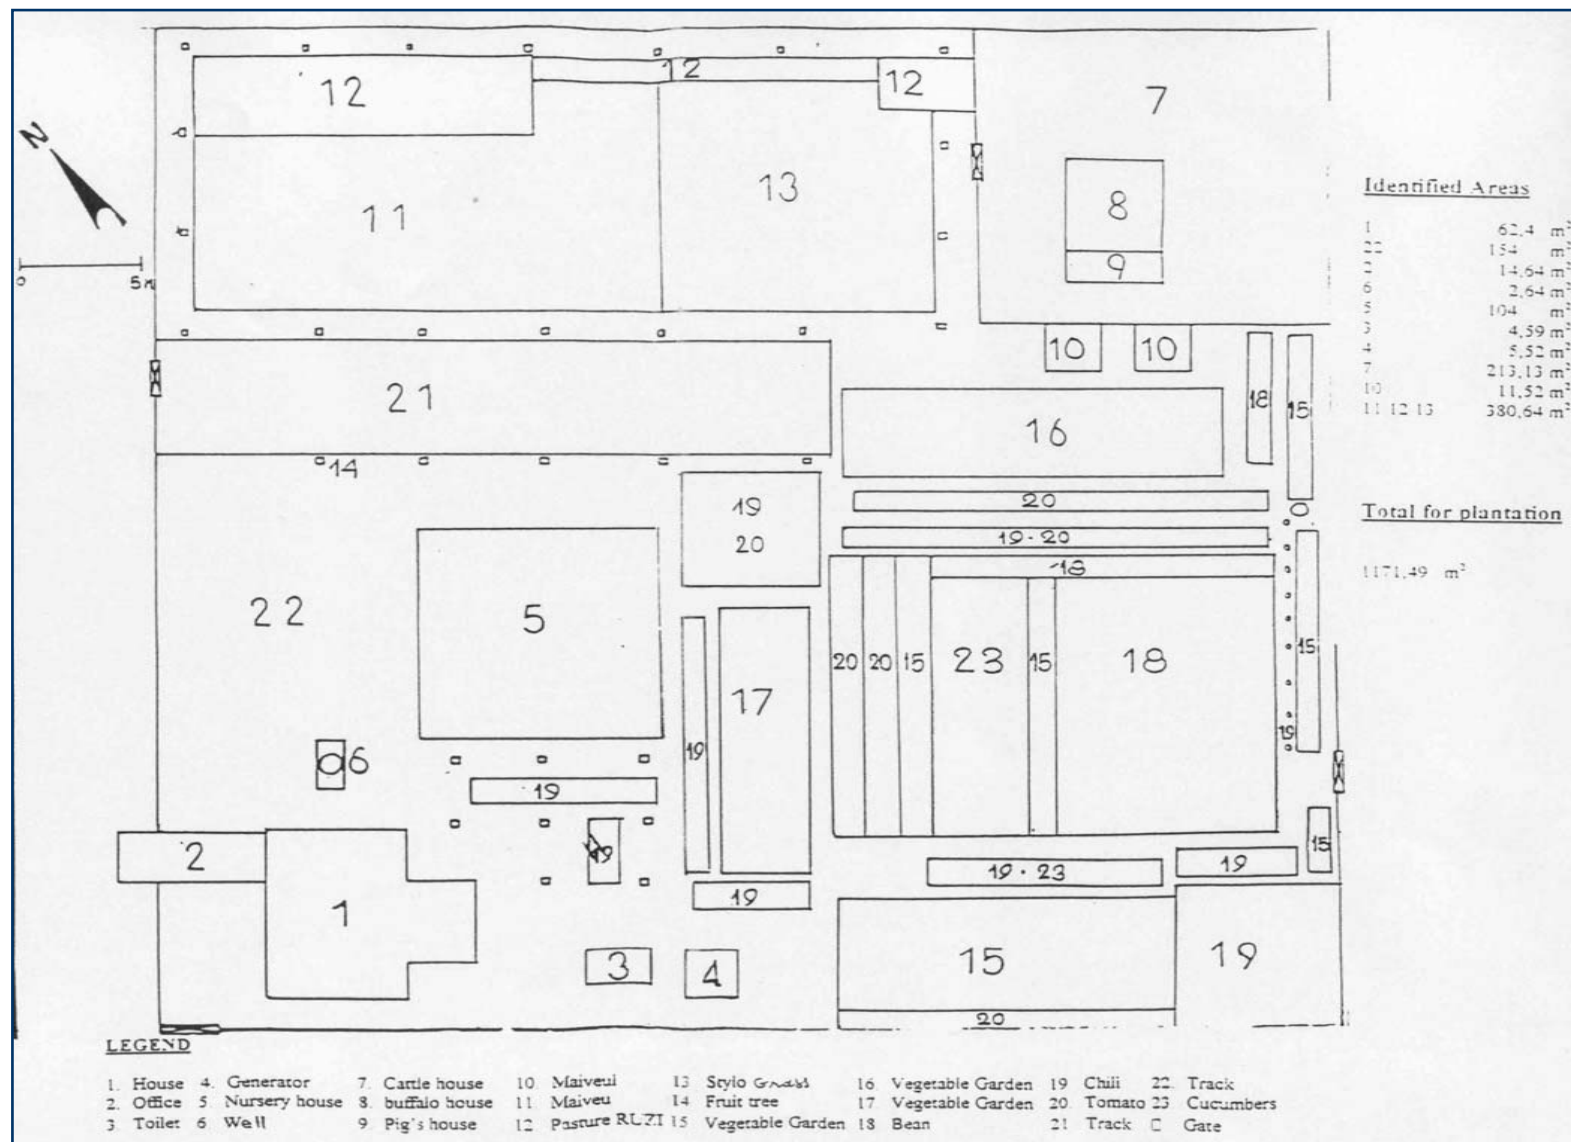 12
12
12
7
N
13
8
11
9
0 5m
10 10
18
15
21
16
14
19
20
20
19-20
18
22
5
20 20 15 23 15 18
15
17
19
6
19
19
15
2
19
19·23
19
1
19
15
19
3
4
20
Identified Areas
1 62,4 m²
22 154 m²
2 14,64 m²
6 2,64 m²
5 104 m²
3 4,59 m²
4 5,52 m²
7 213,13 m²
10 11,52 m²
11 12 13 380,64 m²
Total for plantation
1171,49 m²
LEGEND
1. House 4. Generator 7. Cattle house 10. Maiveul 13 Stylo Grass 16. Vegetable Garden 19 Chili 22. Track
2. Office 5. Nursery house 8. buffalo house 11. Maiveu 14 Fruit tree 17. Vegetable Garden 20. Tomato 23. Cucumbers
3 Toilet 6. Well 9. Pig's house 12 Pasture RUZI 15 Vegetable Garden 18 Bean 21 Track Gate